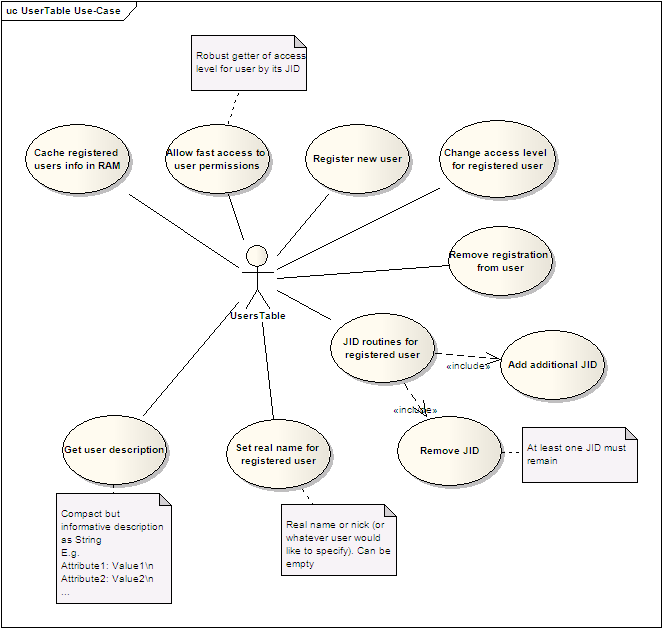 uc UserTable Use-Case
Robust getter of access
level for user by its JID
Cache registered
users info in RAM
Allow fast access to
user permissions
Register new user
Change access level
for registered user
Remove registration
from user
UsersTable
JID routines for
registered user
«include»
Add additional JID
«include»
Get user description
Set real name for
registered user
Remove JID
At least one JID must
remain
Compact but
informative description
as String
E.g.
Attribute1: Value1\n
Attribute2: Value2\n
...
Real name or nick (or
whatever user would
like to specify). Can be
empty